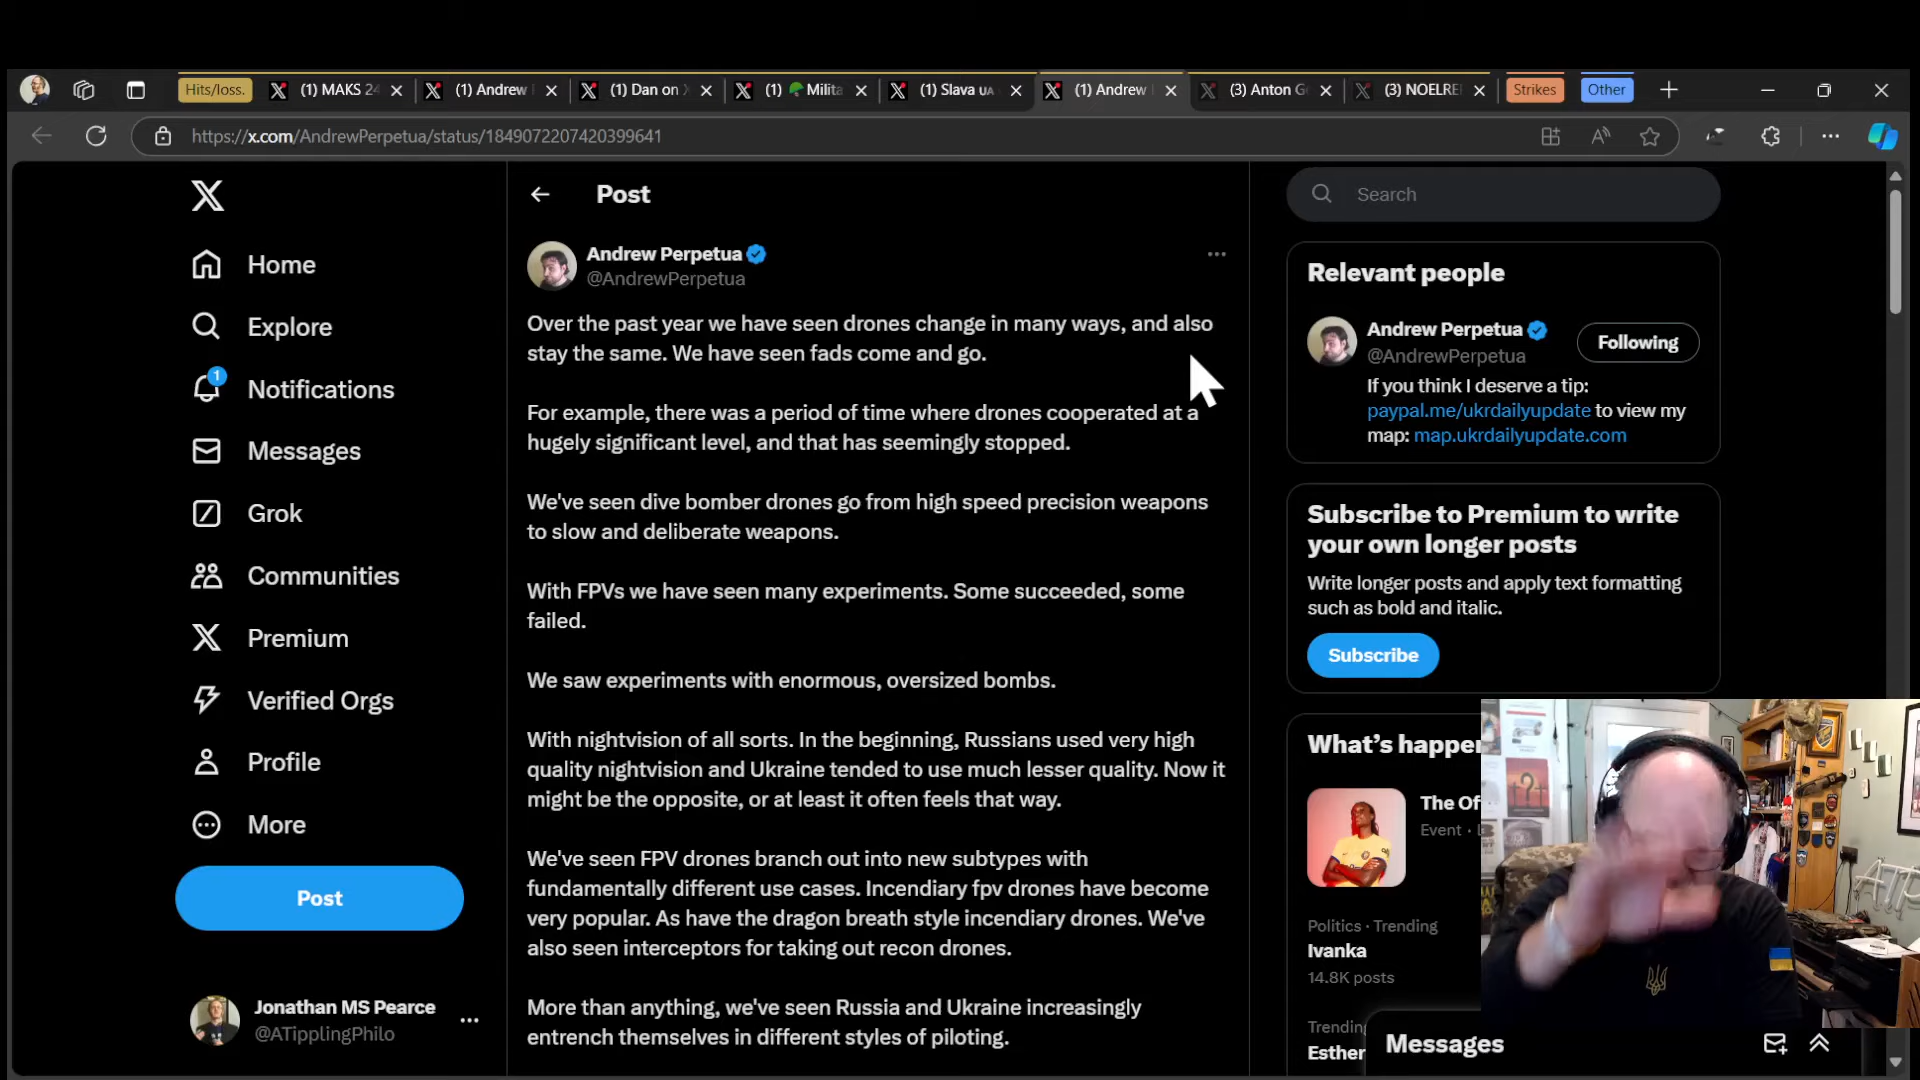 Hits/loss.
(1) MAKS 24
(1) Andrew
(1) Dan on
(1) Milita
(1) Slava UA
(1) Andrew
(3) Anton G
(3) NOELRE
Strikes
Other
https://x.com/AndrewPerpetua/status/1849072207420399641
Home
Explore
1
Notifications
Messages
Grok
Communities
Premium
Verified Orgs
Profile
More
Post
Jonathan MS Pearce
@ATipplingPhilo
Post
Andrew Perpetua
@AndrewPerpetua
Over the past year we have seen drones change in many ways, and also
stay the same. We have seen fads come and go.
For example, there was a period of time where drones cooperated at a
hugely significant level, and that has seemingly stopped.
We've seen dive bomber drones go from high speed precision weapons
to slow and deliberate weapons.
With FPVs we have seen many experiments. Some succeeded, some
failed.
We saw experiments with enormous, oversized bombs.
With nightvision of all sorts. In the beginning, Russians used very high
quality nightvision and Ukraine tended to use much lesser quality. Now it
might be the opposite, or at least it often feels that way.
We've seen FPV drones branch out into new subtypes with
fundamentally different use cases. Incendiary fpv drones have become
very popular. As have the dragon breath style incendiary drones. We've
also seen interceptors for taking out recon drones.
More than anything, we've seen Russia and Ukraine increasingly
entrench themselves in different styles of piloting.
Search
Relevant people
Andrew Perpetua
@AndrewPerpetua
Following
If you think I deserve a tip:
paypal.me/ukrdailyupdate to view my
map: map.ukrdailyupdate.com
Subscribe to Premium to write
your own longer posts
Write longer posts and apply text formatting
such as bold and italic.
Subscribe
What's happen
The Of
Event ·
Politics · Trending
Ivanka
14.8K posts
Trending
Esther
Messages